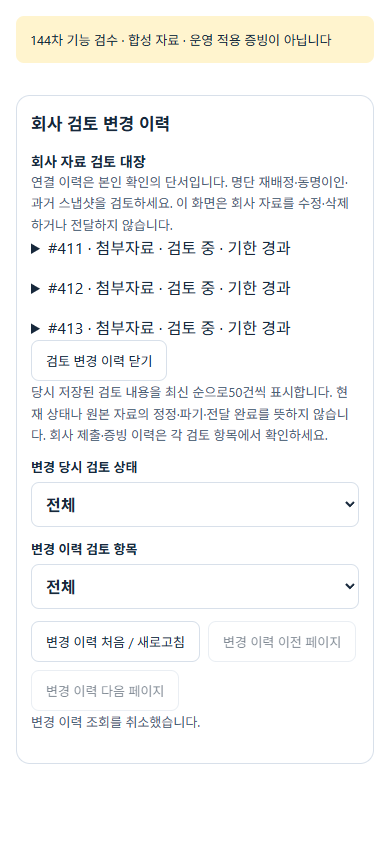 144차 기능 검수 · 합성 자료 · 운영 적용 증빙이 아닙니다
회사 검토 변경 이력
회사 자료 검토 대장
연결 이력은 본인 확인의 단서입니다. 명단 재배정·동명이인·
과거 스냅샷을 검토하세요. 이 화면은 회사 자료를 수정·삭제
하거나 전달하지 않습니다.
▶ #411 · 첨부자료 · 검토 중 · 기한 경과
▶ #412 · 첨부자료 · 검토 중 · 기한 경과
▶ #413 · 첨부자료 · 검토 중 · 기한 경과
검토 변경 이력 닫기
당시 저장된 검토 내용을 최신 순으로50건씩 표시합니다. 현
재 상태나 원본 자료의 정정·파기·전달 완료를 뜻하지 않습니
다. 회사 제출·증빙 이력은 각 검토 항목에서 확인하세요.
변경 당시 검토 상태
전체
변경 이력 검토 항목
전체
변경 이력 처음 / 새로고침
변경 이력 이전 페이지
변경 이력 다음 페이지
변경 이력 조회를 취소했습니다.